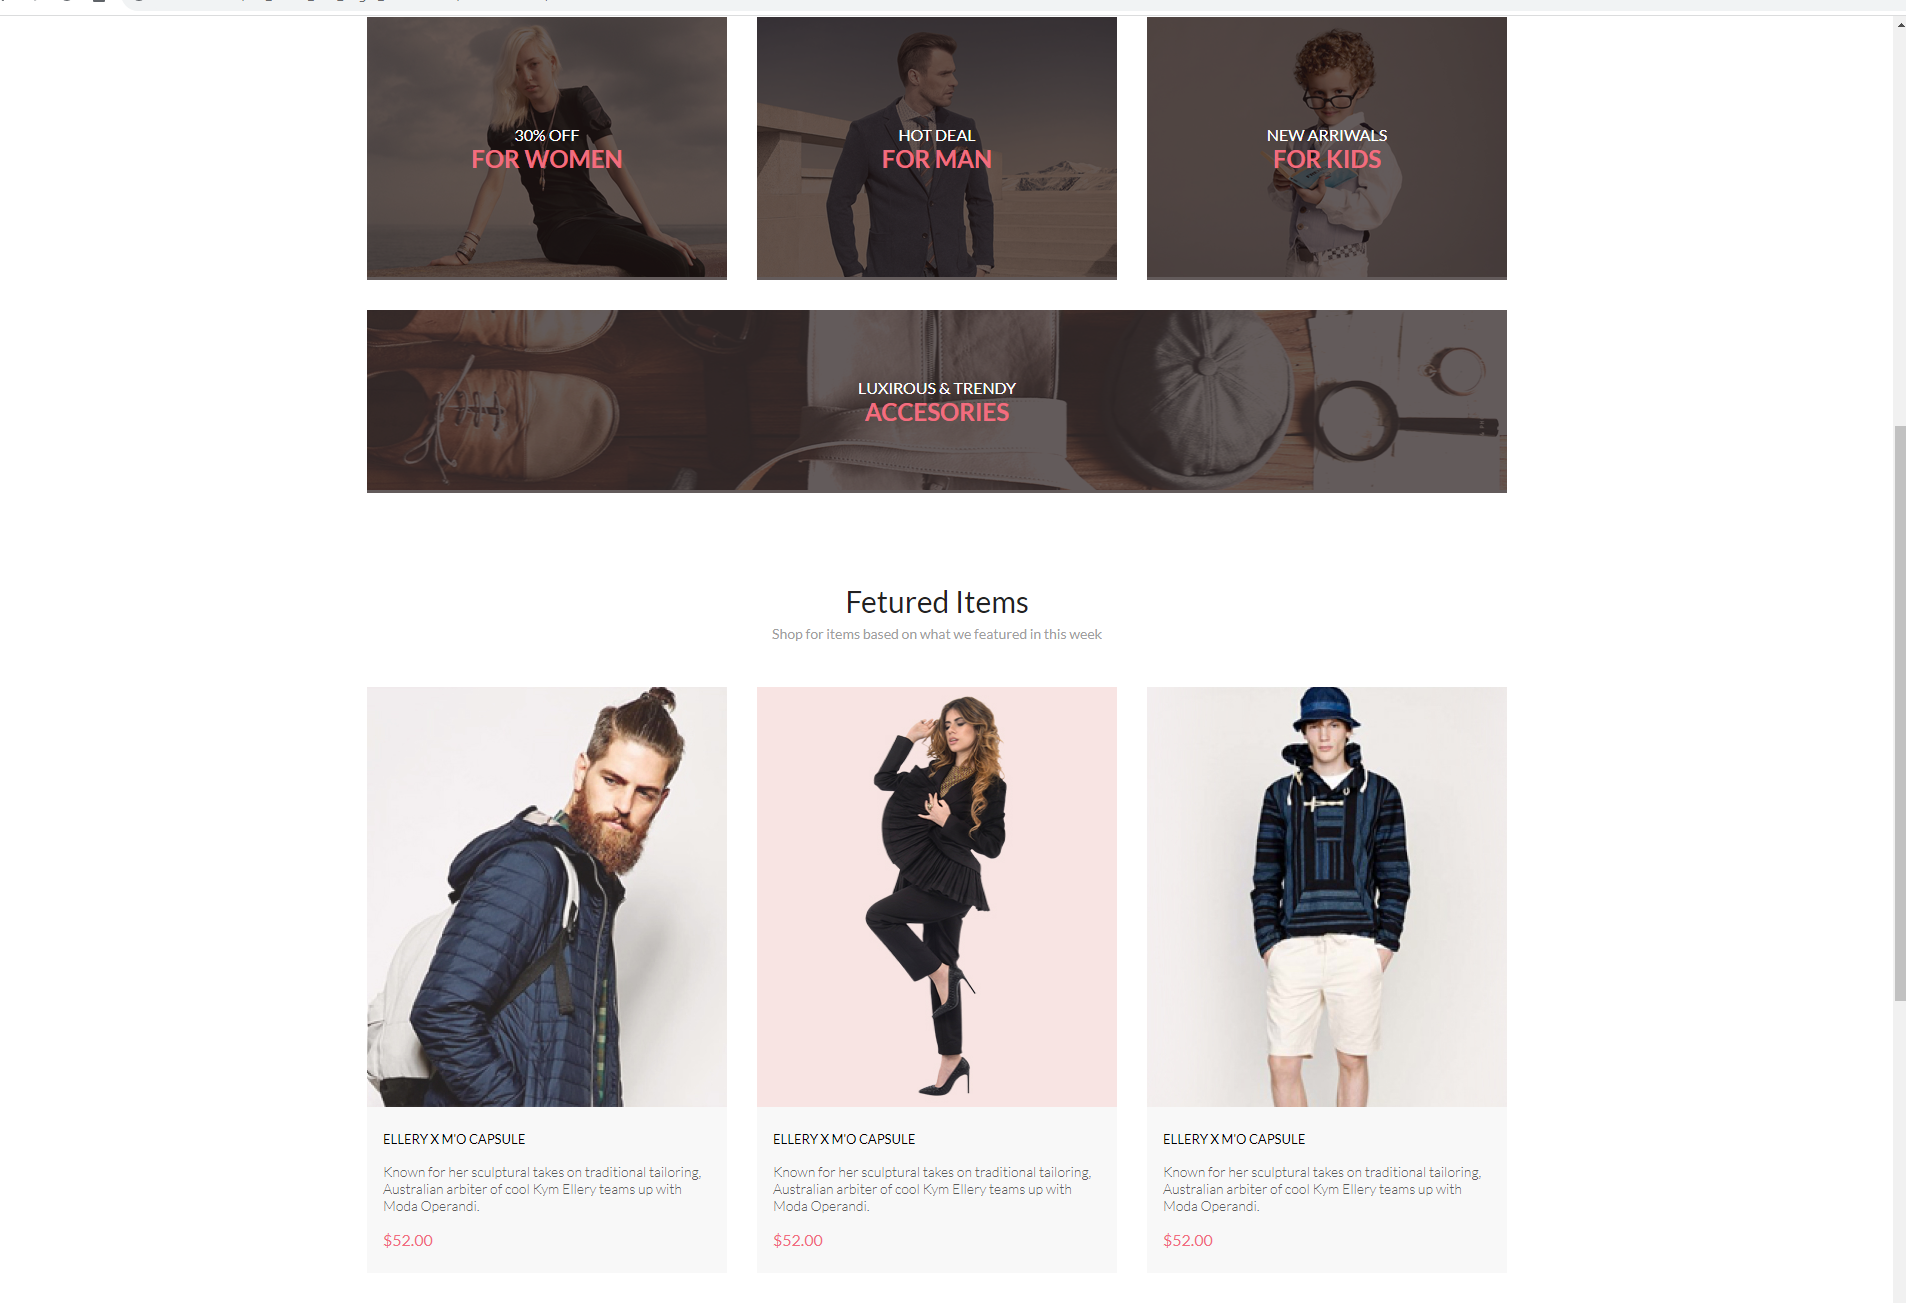 30% OFF
FOR WOMEN
HOT DEAL
FOR MAN
NEW ARRIWALS
FOR KIDS
LUXIROUS & TRENDY
ACCESORIES
Fetured Items
Shop for items based on what we featured in this week
ELLERY X M'O CAPSULE
Known for her sculptural takes on traditional tailoring,
Australian arbiter of cool Kym Ellery teams up with
Moda Operandi.
$52.00
ELLERY X M'O CAPSULE
Known for her sculptural takes on traditional tailoring,
Australian arbiter of cool Kym Ellery teams up with
Moda Operandi.
$52.00
ELLERY X M'O CAPSULE
Known for her sculptural takes on traditional tailoring,
Australian arbiter of cool Kym Ellery teams up with
Moda Operandi.
$52.00